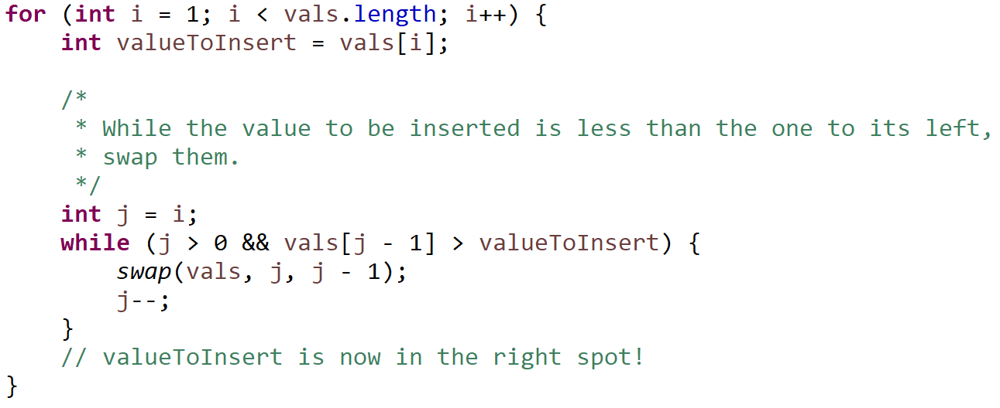 for (int i = 1; i < vals.length; i++) {
    int valueToInsert = vals[i];

    /*
     * While the value to be inserted is less than the one to its left,
     * swap them.
     */
    int j = i;
    while (j > 0 && vals[j - 1] > valueToInsert) {
        swap(vals, j, j - 1);
        j--;
    }
    // valueToInsert is now in the right spot!
}